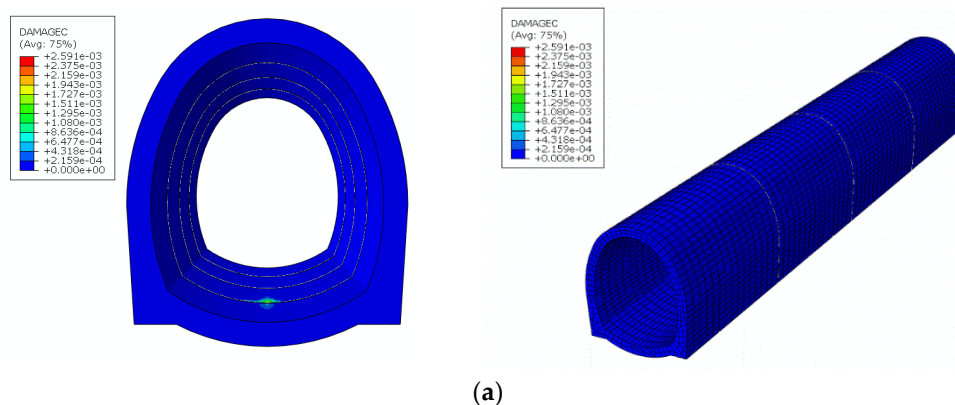 DAMAGEC
(Avg: 75%)
+2.591e-03
+2.375e-03
+2.159e-03
+1.943e-03
+1.727e-03
+1.511e-03
+1.295e-03
+1.080e-03
+8.636e-04
+6.477e-04
+4.318e-04
+2.159e-04
+0.000e+00
DAMAGEC
(Avg: 75%)
+2.591e-03
+2.375e-03
+2.159e-03
+1.943e-03
+1.727e-03
+1.511e-03
+1.295e-03
+1.080e-03
+8.636e-04
+6.477e-04
+4.318e-04
+2.159e-04
+0.000e+00
(a)